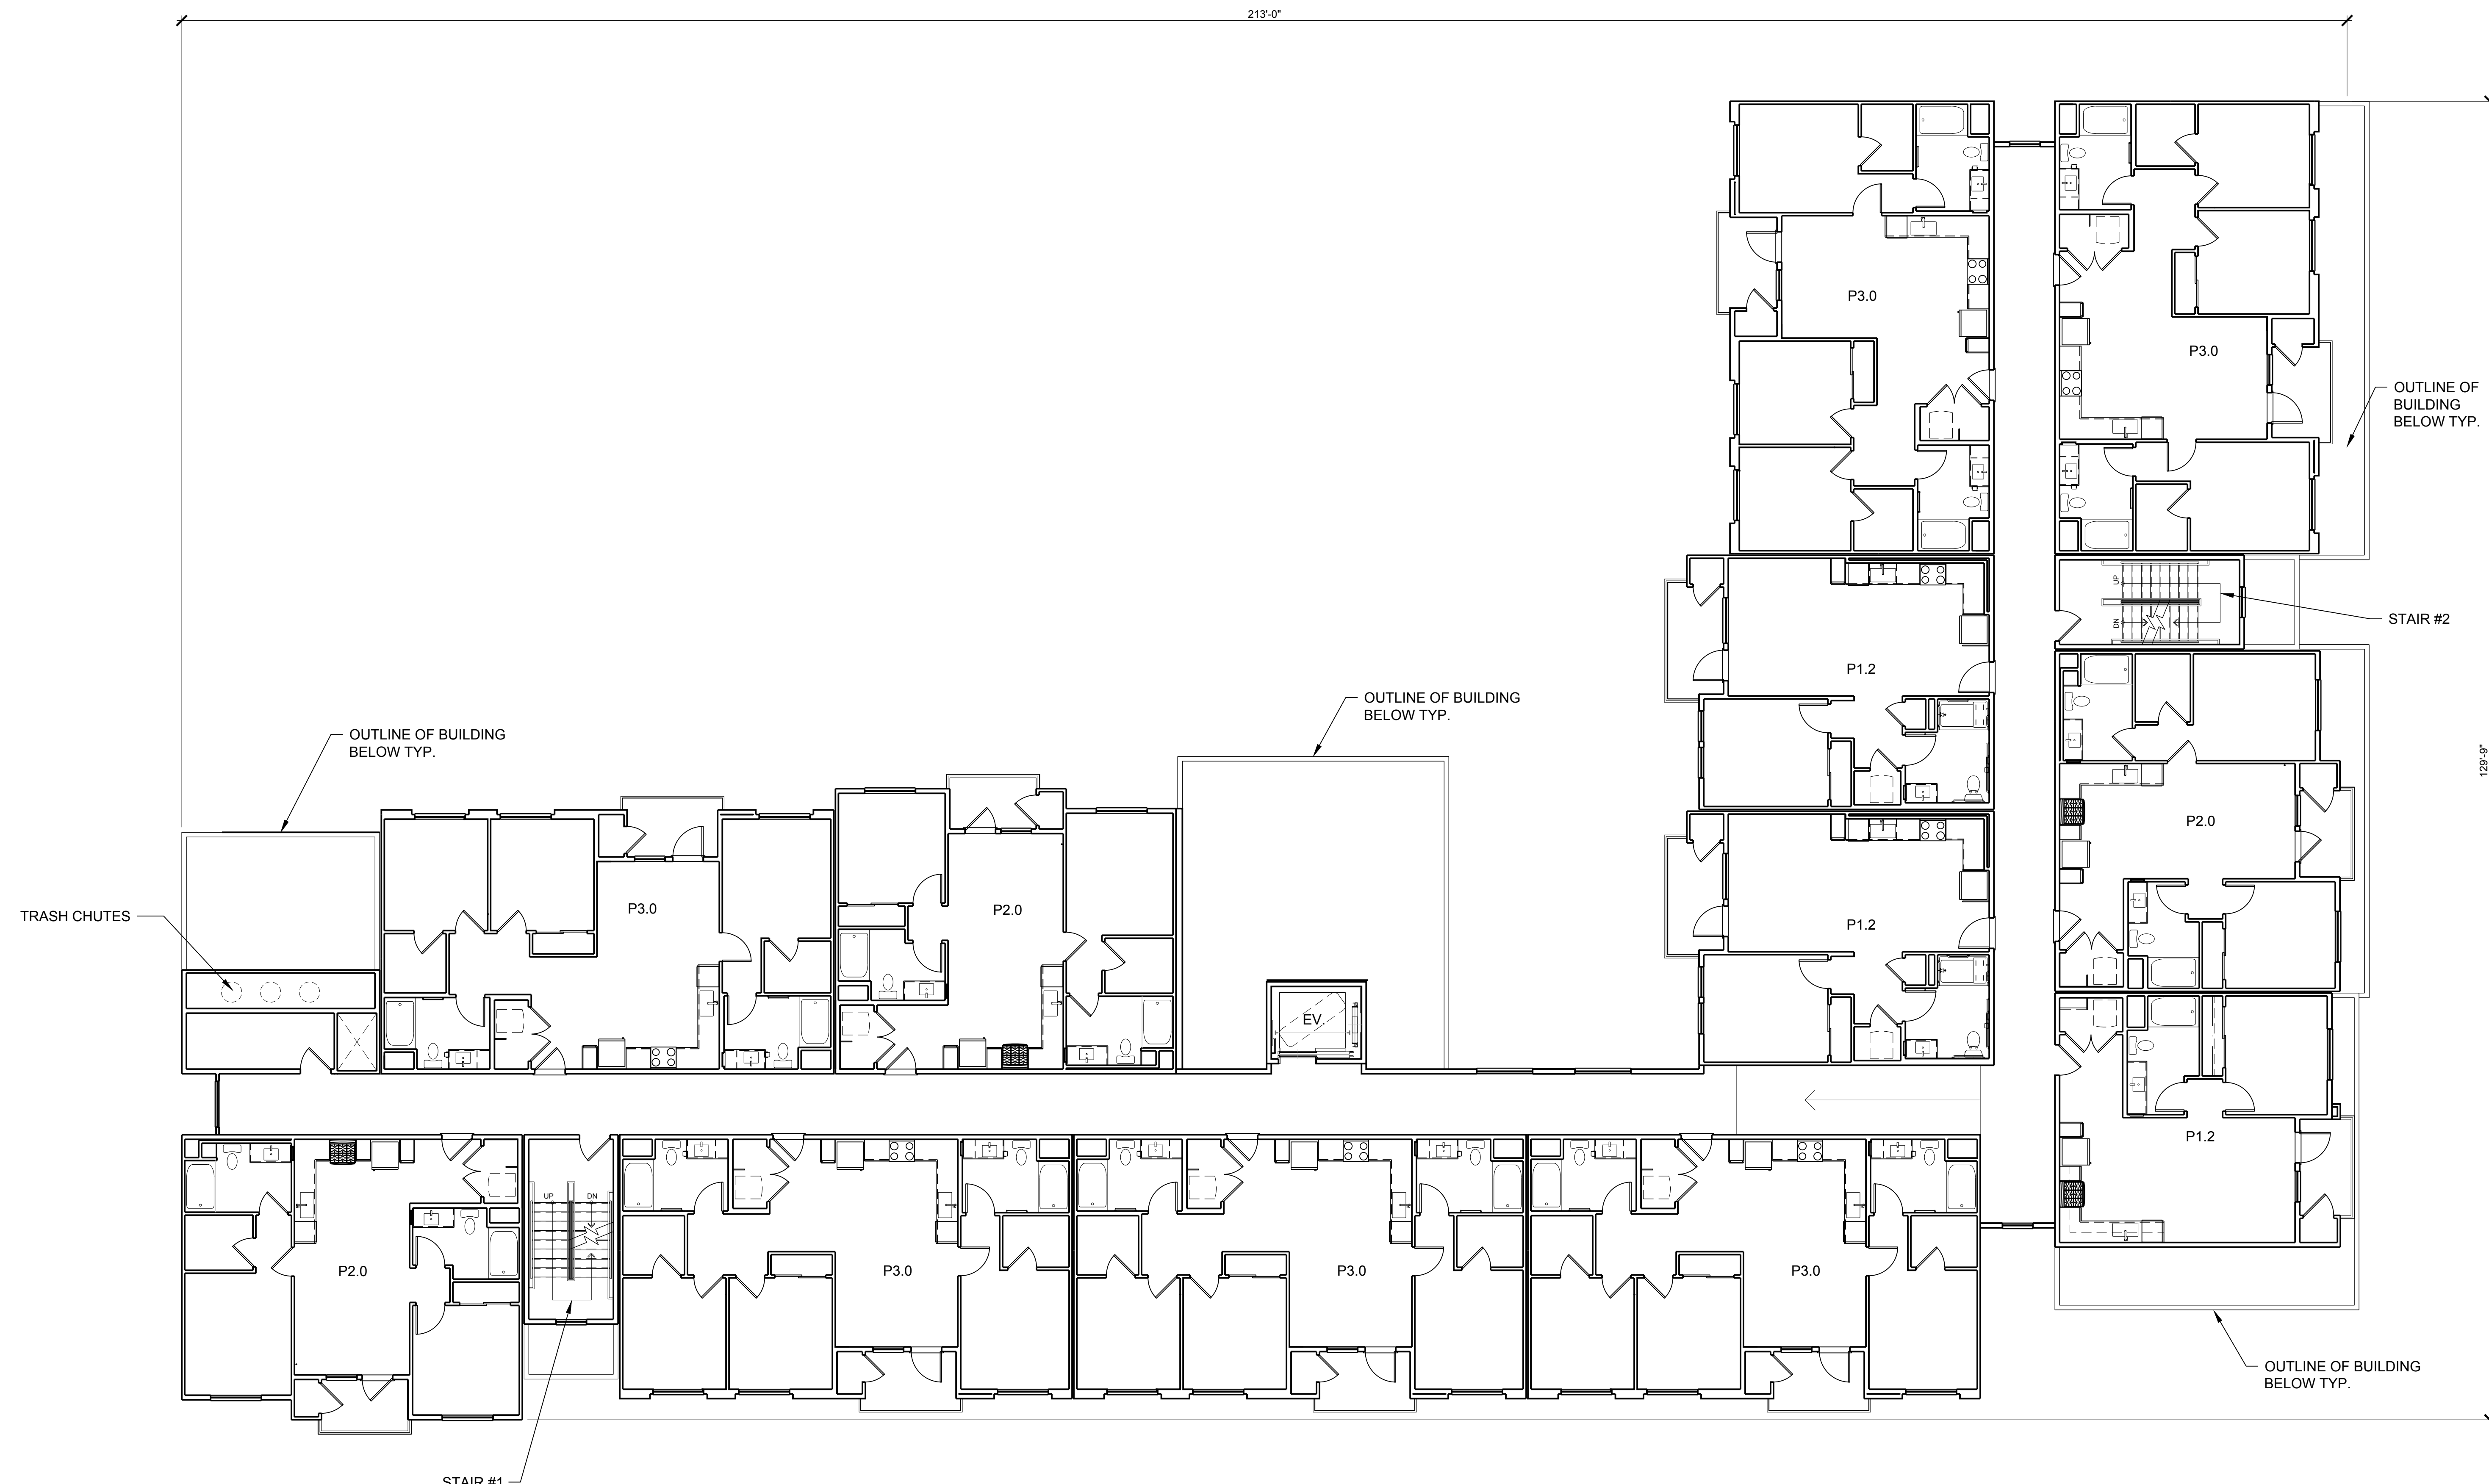 213'-0"
P3.0
P3.0
OUTLINE OF
BUILDING
BELOW TYP.
UP
DN
STAIR #2
P1.2
OUTLINE OF BUILDING
BELOW TYP.
OUTLINE OF BUILDING
BELOW TYP.
129'-9"
P2.0
P3.0
P2.0
TRASH CHUTES
P1.2
EV.
P1.2
UP
DN
P2.0
P3.0
P3.0
P3.0
OUTLINE OF BUILDING
BELOW TYP.
STAIR #1